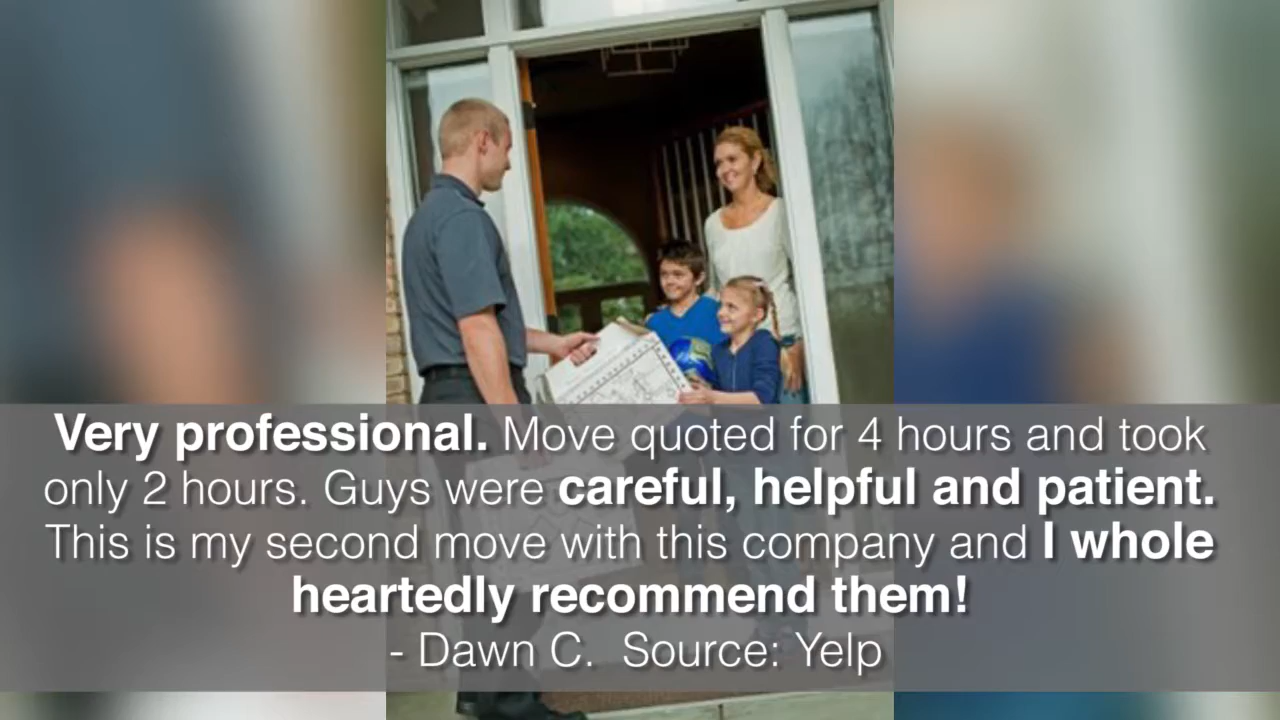 Very professional. Move quoted for 4 hours and took
only 2 hours. Guys were careful, helpful and patient.
This is my second move with this company and I whole
heartedly recommend them!
- Dawn C.  Source: Yelp